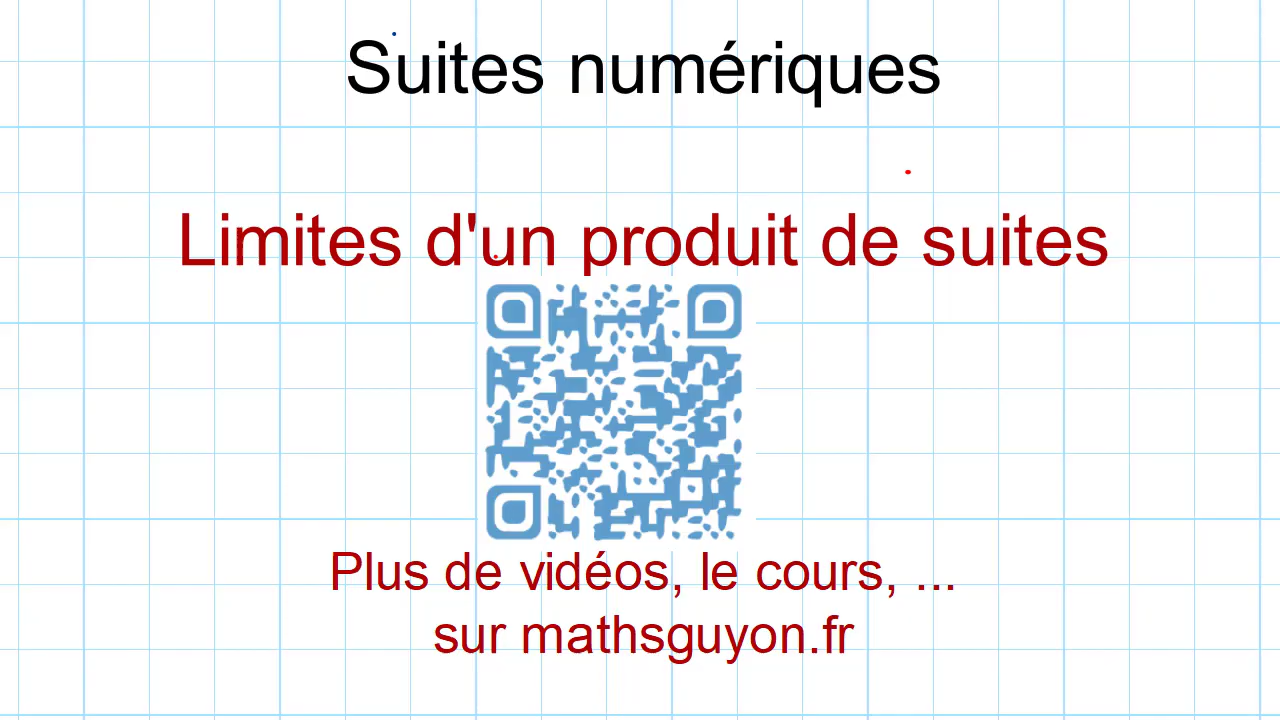 Suites numériques
Limites d'un produit de suites
Plus de vidéos, le cours, ...
sur mathsguyon.fr